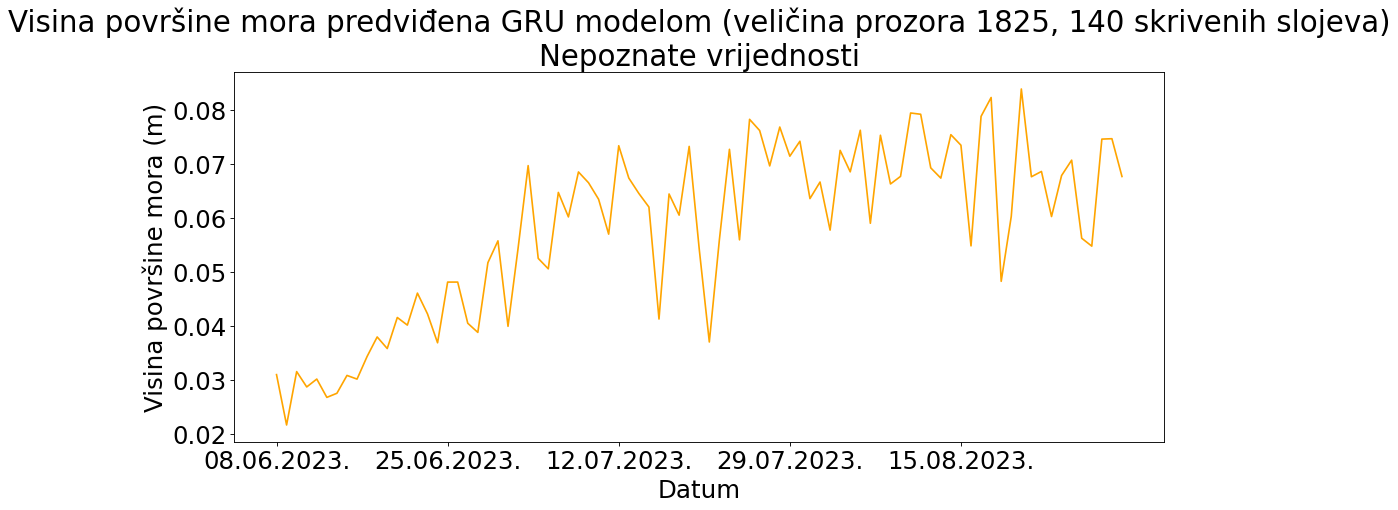 Visina površine mora predviđena GRU modelom (veličina prozora 1825, 140 skrivenih slojeva)
Nepoznate vrijednosti
Visina površine mora (m)
0.08
0.07
0.06
0.05
0.04
0.03
0.02
08.06.2023. 25.06.2023. 12.07.2023. 29.07.2023. 15.08.2023.
Datum